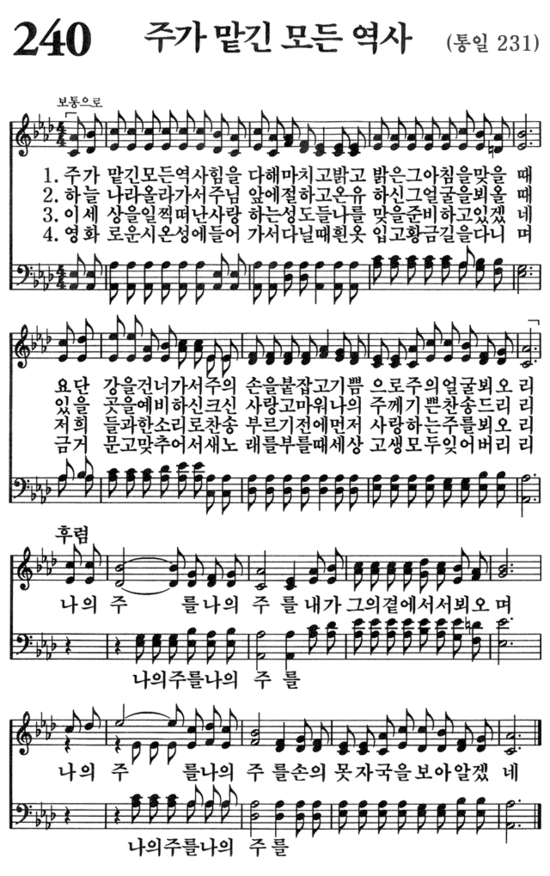 240 주가 맡긴 모든 역사 (통일 231)
보통으로
1. 주가 맡긴모든역사힘을 다해마치고밝고 밝은그아침을맞을 때
2. 하늘 나라올라가서주님 앞에절하고온유 하신그얼굴을뵈올 때
3. 이세 상을일찍떠난사랑 하는성도들나를 맞을준비하고있겠 네
4. 영화 로운시온성에들어 가서다닐때흰옷 입고황금길을다니 며
요단 강을건너가서주의 손을붙잡고기쁨 으로주의얼굴뵈오 리
있을 곳을예비하신크신 사랑고마워나의 주께기쁜찬송드리 리
저희 들과한소리로찬송 부르기전에먼저 사랑하는주를뵈오 리
금거 문고맞추어서새노 래를부를때세상 고생모두잊어버리 리
후렴
나의 주 를나의 주 를내가 그의곁에서서뵈오 며
나의주를나의 주 를
나의 주 를나의 주 를손의 못자국을보아알겠 네
나의주를나의 주 를